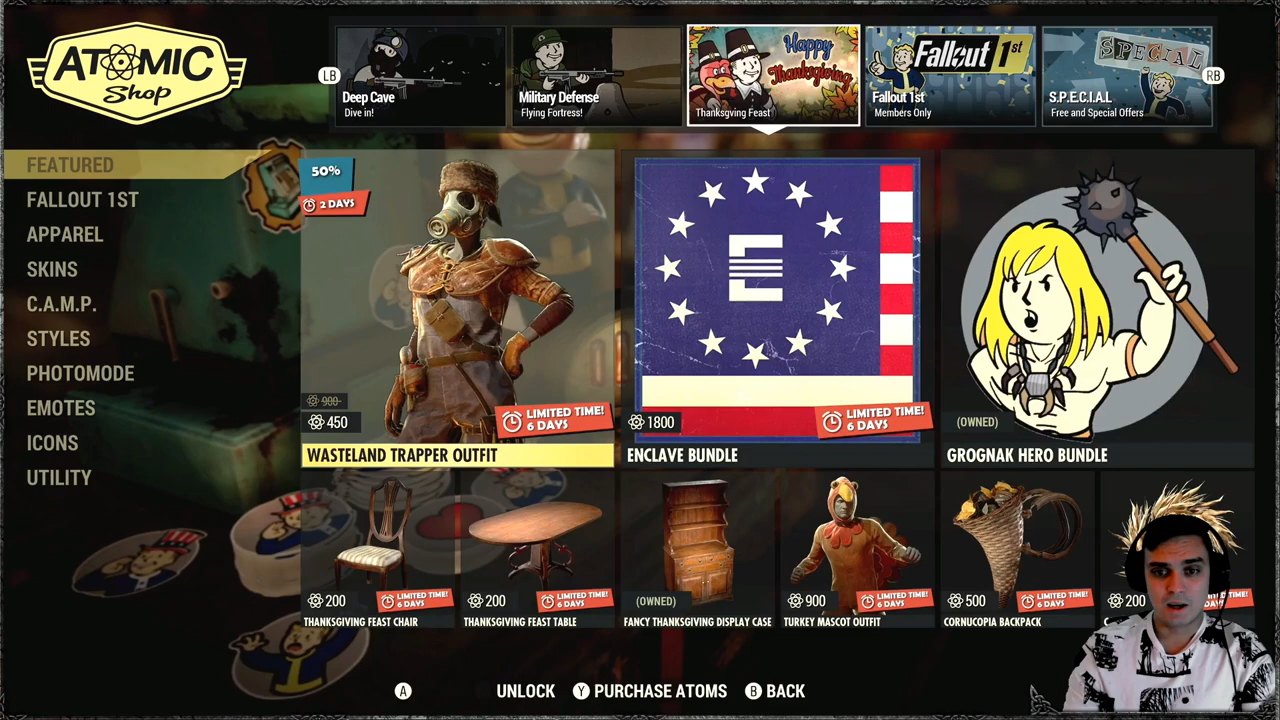 ATOMIC
Shop
LB
Deep Cave
Dive in!
Military Defense
Flying Fortress!
Happy
Thanksgiving
Thanksgving Feast
Fallout 1st
Fallout 1st
Members Only
SPECIAL
S.P.E.C.I.A.L
Free and Special Offers
RB
FEATURED
FALLOUT 1ST
APPAREL
SKINS
C.A.M.P.
STYLES
PHOTOMODE
EMOTES
ICONS
UTILITY
50%
2 DAYS
900
450
LIMITED TIME!
6 DAYS
WASTELAND TRAPPER OUTFIT
E
1800
LIMITED TIME!
6 DAYS
ENCLAVE BUNDLE
(OWNED)
GROGNAK HERO BUNDLE
200
LIMITED TIME!
6 DAYS
THANKSGIVING FEAST CHAIR
200
LIMITED TIME!
6 DAYS
THANKSGIVING FEAST TABLE
(OWNED)
FANCY THANKSGIVING DISPLAY CASE
900
LIMITED TIME!
6 DAYS
TURKEY MASCOT OUTFIT
500
LIMITED TIME!
6 DAYS
CORNUCOPIA BACKPACK
200
A
UNLOCK
Y PURCHASE ATOMS
B BACK